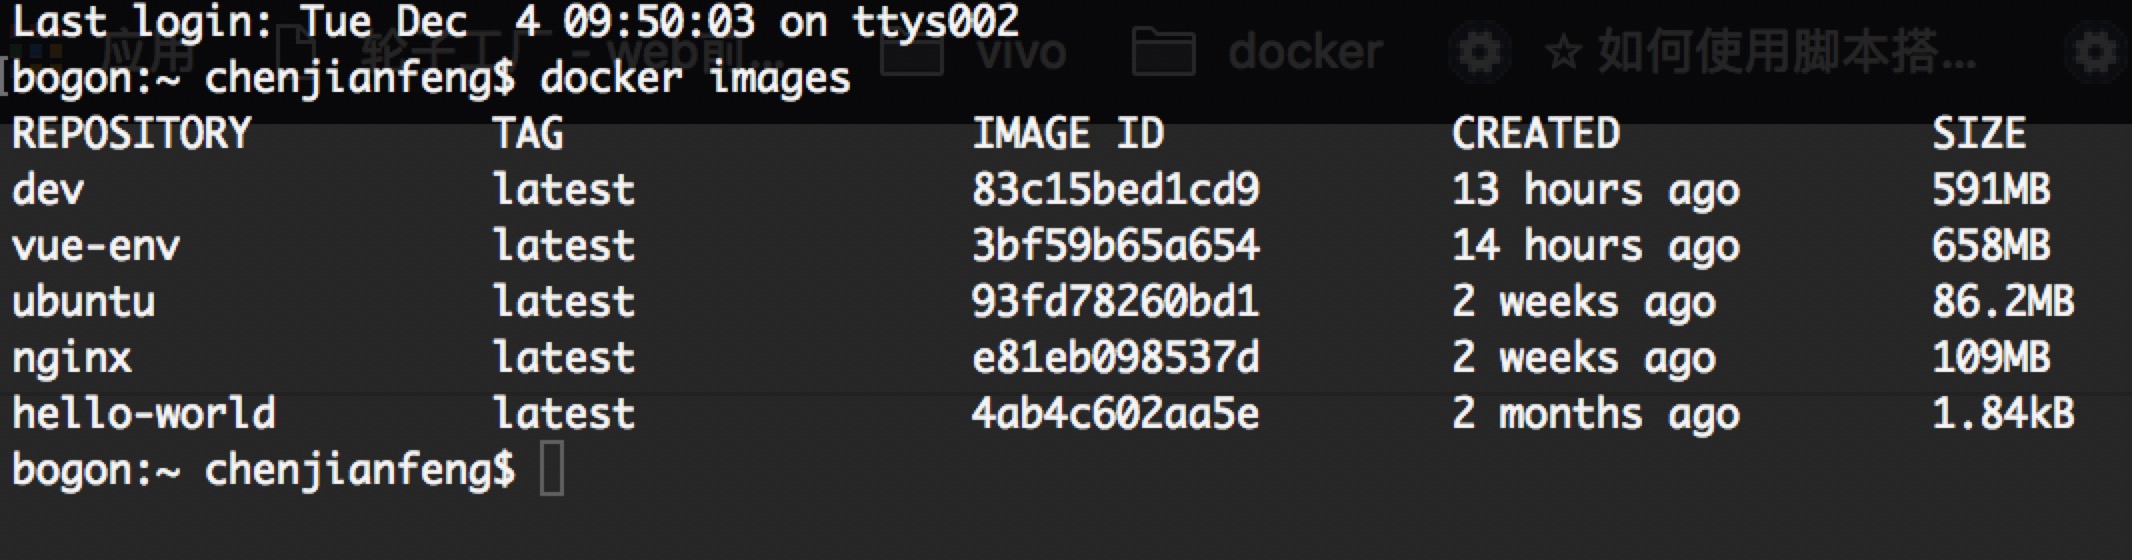 Last login: Tue Dec  4 09:50:03 on ttys002
应用 轮子工厂 - web前... vivo docker ☆ 如何使用脚本搭...
bogon:~ chenjianfeng$ docker images
REPOSITORY TAG IMAGE ID CREATED SIZE
dev latest 83c15bed1cd9 13 hours ago 591MB
vue-env latest 3bf59b65a654 14 hours ago 658MB
ubuntu latest 93fd78260bd1 2 weeks ago 86.2MB
nginx latest e81eb098537d 2 weeks ago 109MB
hello-world latest 4ab4c602aa5e 2 months ago 1.84kB
bogon:~ chenjianfeng$